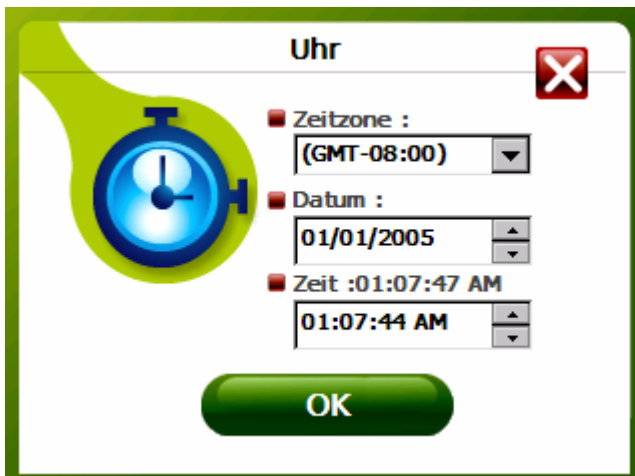 Uhr
Zeitzone :
(GMT-08:00)
Datum :
01/01/2005
Zeit :01:07:47 AM
01:07:44 AM
OK